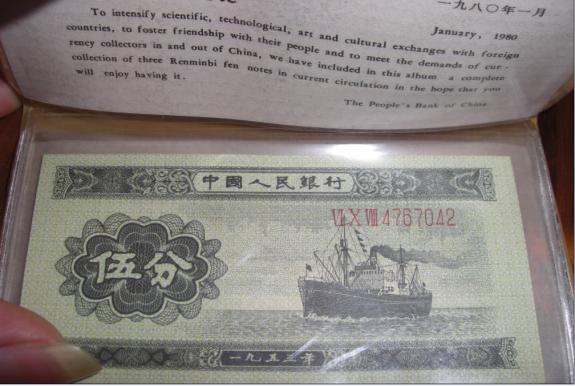 一九八〇年一月
January, 1980
To intensify scientific, technological, art and cultural exchanges with foreign
countries, to foster friendship with their people and to meet the demands of cur-
rency collectors in and out of China, we have included in this album a complete
collection of three Renminbi fen notes in current circulation in the hope that you
will enjoy having it.
The People's Bank of China
中國人民銀行
ⅥⅩⅧ4767042
伍分
一九五三年